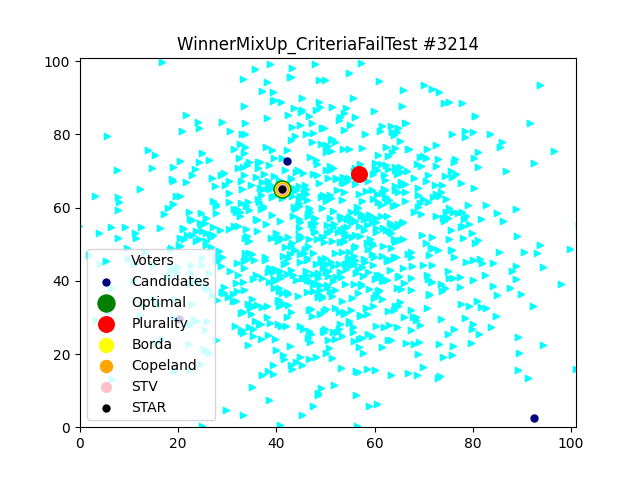 WinnerMixUp_CriteriaFailTest #3214
100
80
60
40
20
0
0 20 40 60 80 100
Voters
Candidates
Optimal
Plurality
Borda
Copeland
STV
STAR